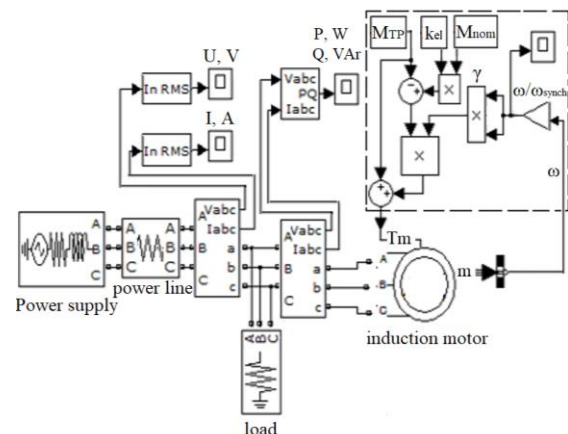 U, V
P, W
Q, VAr
M_TP
k_el
M_nom
In RMS
Vabc
PQ
Iabc
γ
ω/ω_synch
I, A
In RMS
ω
Vabc
Iabc
A
a
B
b
C
c
Vabc
Iabc
A
a
B
b
C
c
A
B
C
A A
B B
C C
Power supply
power line
Tm
A
B
C
m
induction motor
A B C
load